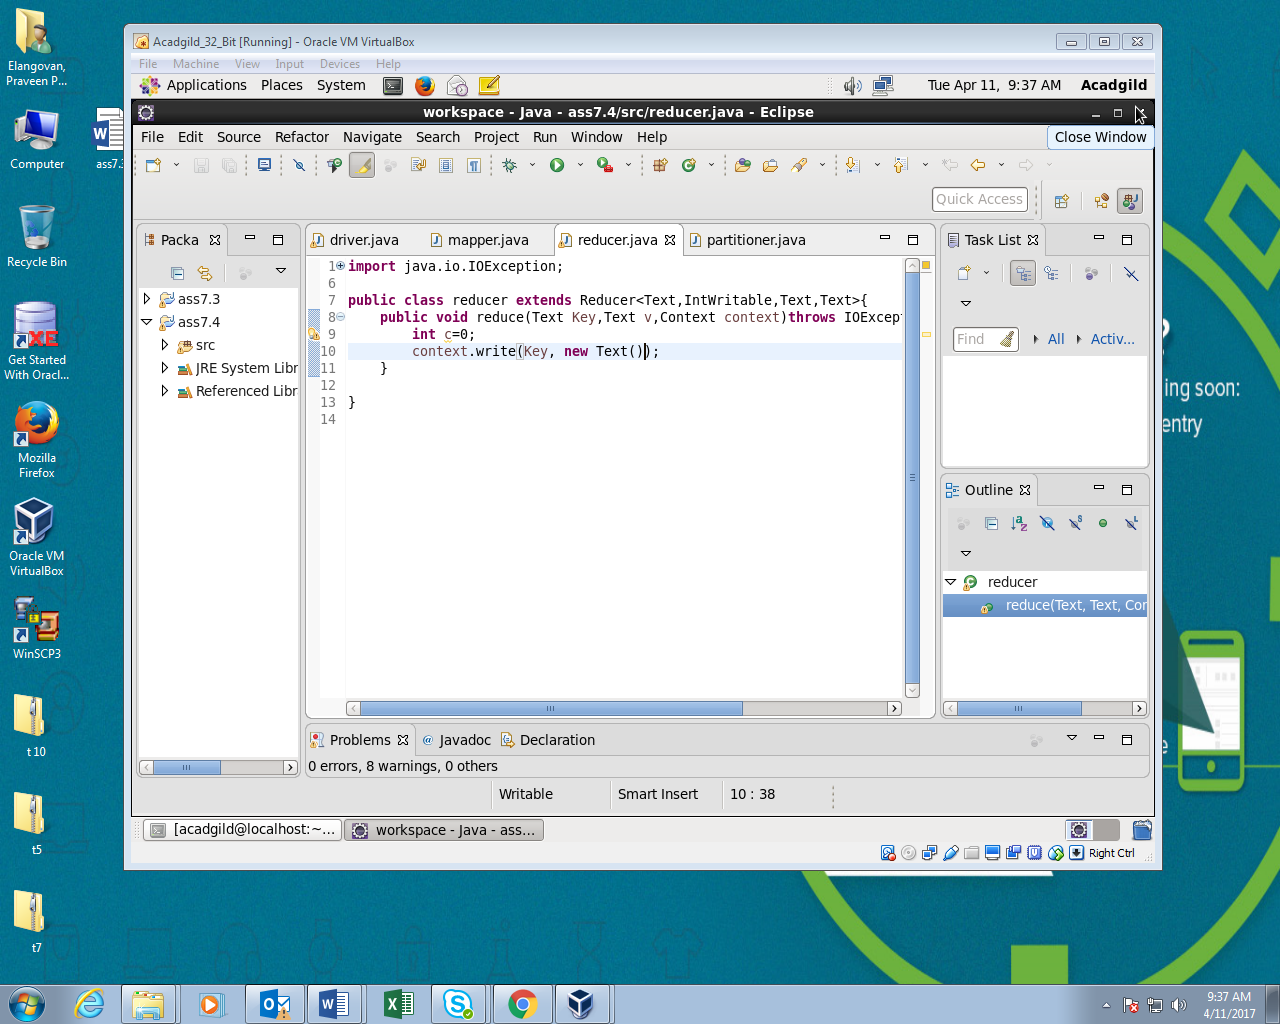 Elangovan,
Praveen P...
Computer
ass7.3
Recycle Bin
Get Started
With Oracl...
Mozilla
Firefox
Oracle VM
VirtualBox
WinSCP3
t 10
t5
t7
Acadgild_32_Bit [Running] - Oracle VM VirtualBox
File Machine View Input Devices Help
Applications Places System
Tue Apr 11, 9:37 AM Acadgild
workspace - Java - ass7.4/src/reducer.java - Eclipse
File Edit Source Refactor Navigate Search Project Run Window Help
Close Window
Quick Access
Packa
ass7.3
ass7.4
src
JRE System Libr
Referenced Libr
driver.java mapper.java reducer.java partitioner.java
1 import java.io.IOException;
6
7 public class reducer extends Reducer<Text,IntWritable,Text,Text>{
8 public void reduce(Text Key,Text v,Context context)throws IOExcept
9 int c=0;
10 context.write(Key, new Text());
11 }
12
13 }
14
Task List
Find All Activ...
Outline
reducer
reduce(Text, Text, Cor
Problems Javadoc Declaration
0 errors, 8 warnings, 0 others
Writable Smart Insert 10 : 38
[acadgild@localhost:~... workspace - Java - ass...
Right Ctrl
ing soon:
entry
9:37 AM
4/11/2017